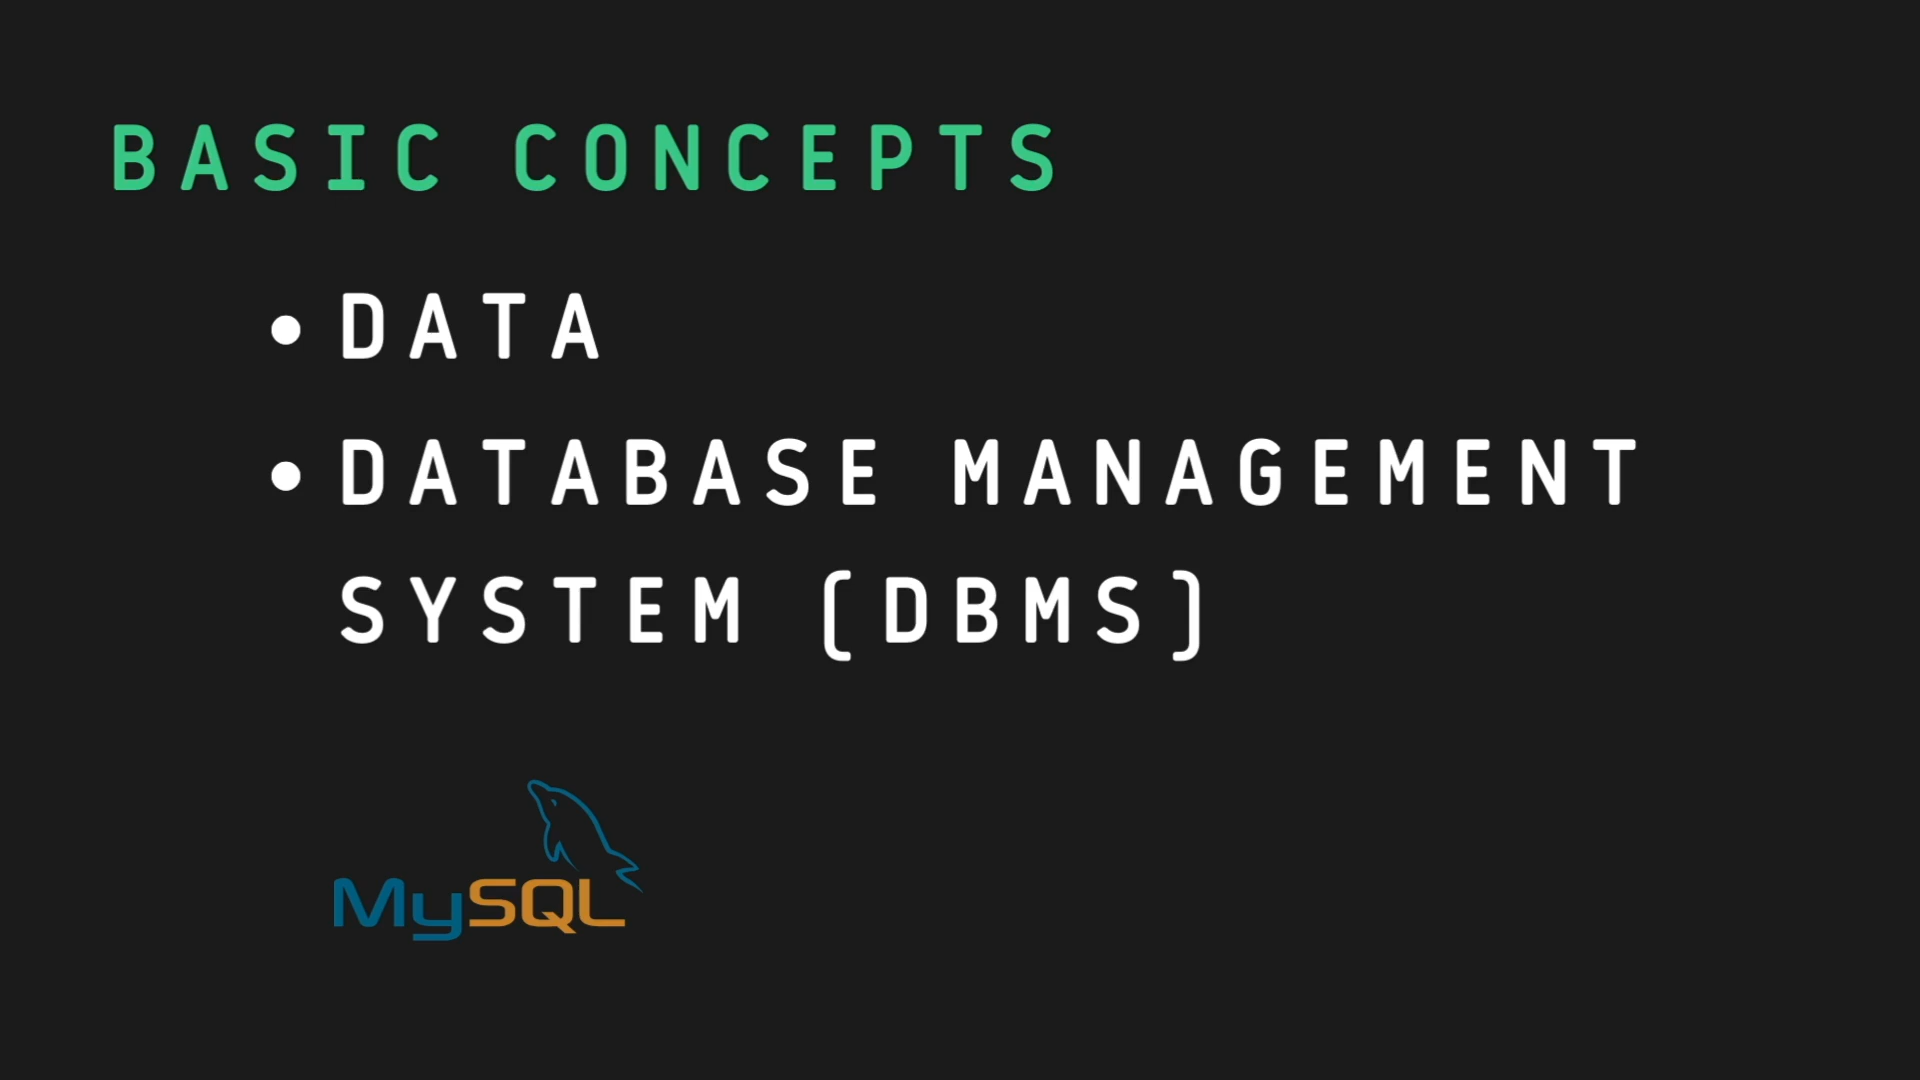 BASIC CONCEPTS
• DATA
• DATABASE MANAGEMENT
SYSTEM (DBMS)
MySQL